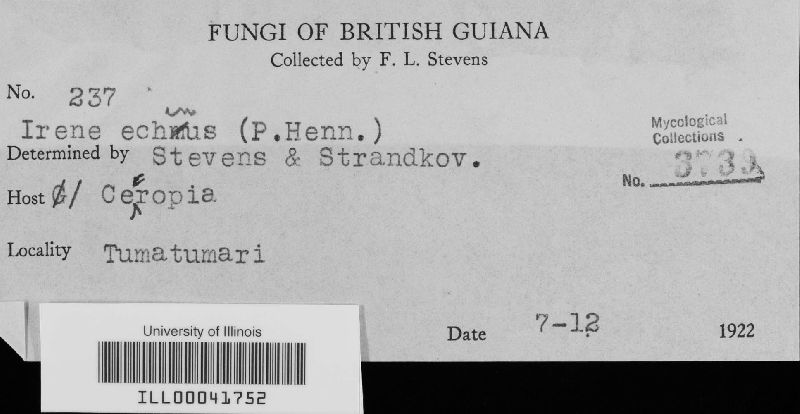 FUNGI OF BRITISH GUIANA
Collected by F. L. Stevens
No. 237
Irene echinus (P.Henn.)
Determined by Stevens & Strandkov.
Mycological
Collections
No. 3739
Host Cecropia
Locality Tumatumari
Date 7-12 1922
University of Illinois
ILL00041752